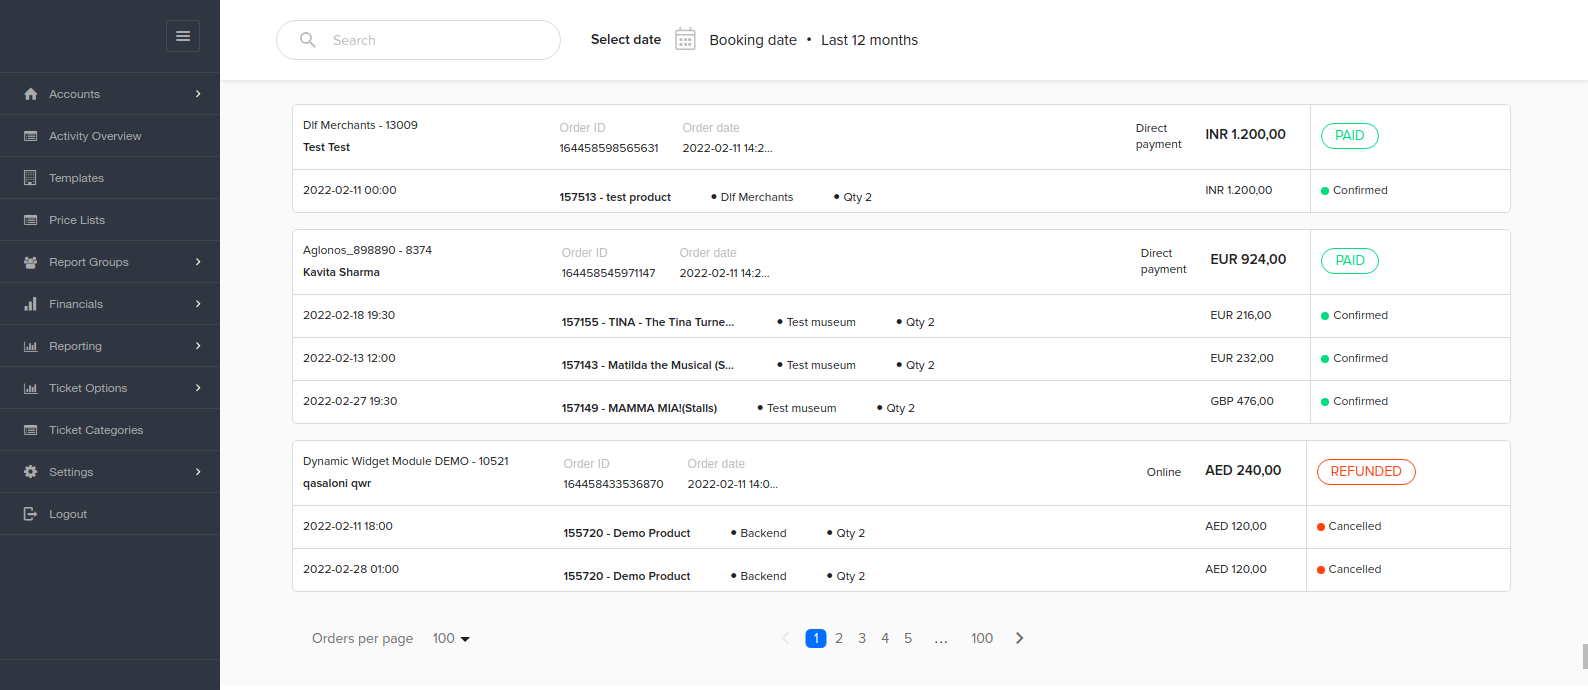 Search
Select date
Booking date • Last 12 months
Accounts
Activity Overview
Templates
Price Lists
Report Groups
Financials
Reporting
Ticket Options
Ticket Categories
Settings
Logout
Dlf Merchants - 13009
Test Test
Order ID
164458598565631
Order date
2022-02-11 14:2...
Direct
payment
INR 1.200,00
PAID
2022-02-11 00:00
157513 - test product
• Dlf Merchants
• Qty 2
INR 1.200,00
Confirmed
Aglonos_898890 - 8374
Kavita Sharma
Order ID
164458545971147
Order date
2022-02-11 14:2...
Direct
payment
EUR 924,00
PAID
2022-02-18 19:30
157155 - TINA - The Tina Turne...
• Test museum
• Qty 2
EUR 216,00
Confirmed
2022-02-13 12:00
157143 - Matilda the Musical (S...
• Test museum
• Qty 2
EUR 232,00
Confirmed
2022-02-27 19:30
157149 - MAMMA MIA!(Stalls)
• Test museum
• Qty 2
GBP 476,00
Confirmed
Dynamic Widget Module DEMO - 10521
qasaloni qwr
Order ID
164458433536870
Order date
2022-02-11 14:0...
Online
AED 240,00
REFUNDED
2022-02-11 18:00
155720 - Demo Product
• Backend
• Qty 2
AED 120,00
Cancelled
2022-02-28 01:00
155720 - Demo Product
• Backend
• Qty 2
AED 120,00
Cancelled
Orders per page 100
1 2 3 4 5 ... 100